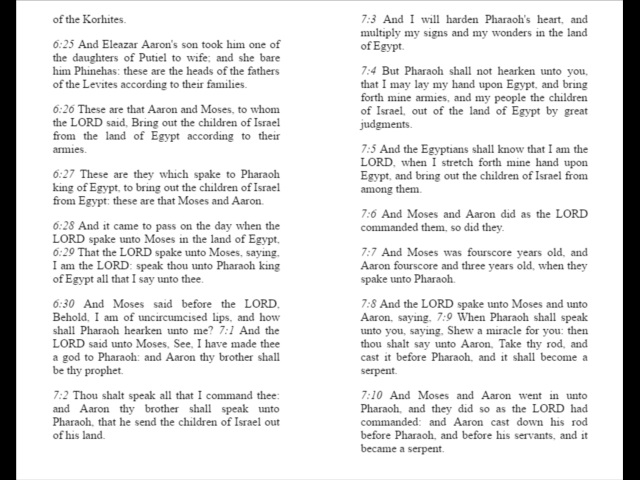 of the Korhites.
6:25 And Eleazar Aaron's son took him one of
the daughters of Putiel to wife; and she bare
him Phinehas: these are the heads of the fathers
of the Levites according to their families.
6:26 These are that Aaron and Moses, to whom
the LORD said, Bring out the children of Israel
from the land of Egypt according to their
armies.
6:27 These are they which spake to Pharaoh
king of Egypt, to bring out the children of Israel
from Egypt: these are that Moses and Aaron.
6:28 And it came to pass on the day when the
LORD spake unto Moses in the land of Egypt,
6:29 That the LORD spake unto Moses, saying,
I am the LORD: speak thou unto Pharaoh king
of Egypt all that I say unto thee.
6:30 And Moses said before the LORD,
Behold, I am of uncircumcised lips, and how
shall Pharaoh hearken unto me? 7:1 And the
LORD said unto Moses, See, I have made thee
a god to Pharaoh: and Aaron thy brother shall
be thy prophet.
7:2 Thou shalt speak all that I command thee:
and Aaron thy brother shall speak unto
Pharaoh, that he send the children of Israel out
of his land.
7:3 And I will harden Pharaoh's heart, and
multiply my signs and my wonders in the land
of Egypt.
7:4 But Pharaoh shall not hearken unto you,
that I may lay my hand upon Egypt, and bring
forth mine armies, and my people the children
of Israel, out of the land of Egypt by great
judgments.
7:5 And the Egyptians shall know that I am the
LORD, when I stretch forth mine hand upon
Egypt, and bring out the children of Israel from
among them.
7:6 And Moses and Aaron did as the LORD
commanded them, so did they.
7:7 And Moses was fourscore years old, and
Aaron fourscore and three years old, when they
spake unto Pharaoh.
7:8 And the LORD spake unto Moses and unto
Aaron, saying, 7:9 When Pharaoh shall speak
unto you, saying, Shew a miracle for you: then
thou shalt say unto Aaron, Take thy rod, and
cast it before Pharaoh, and it shall become a
serpent.
7:10 And Moses and Aaron went in unto
Pharaoh, and they did so as the LORD had
commanded: and Aaron cast down his rod
before Pharaoh, and before his servants, and it
became a serpent.